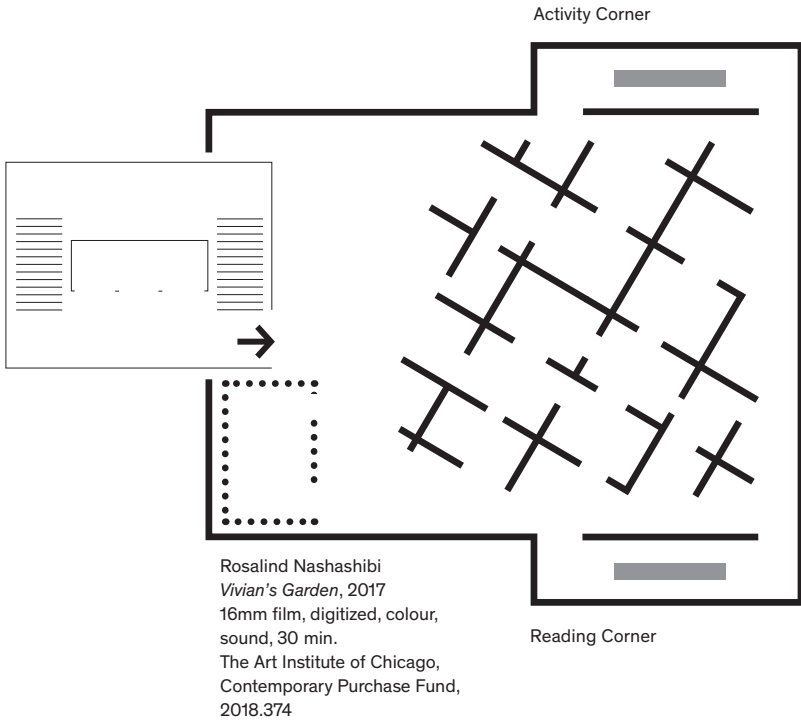 Activity Corner
Rosalind Nashashibi
Vivian's Garden, 2017
16mm film, digitized, colour,
sound, 30 min.
The Art Institute of Chicago,
Contemporary Purchase Fund,
2018.374
Reading Corner